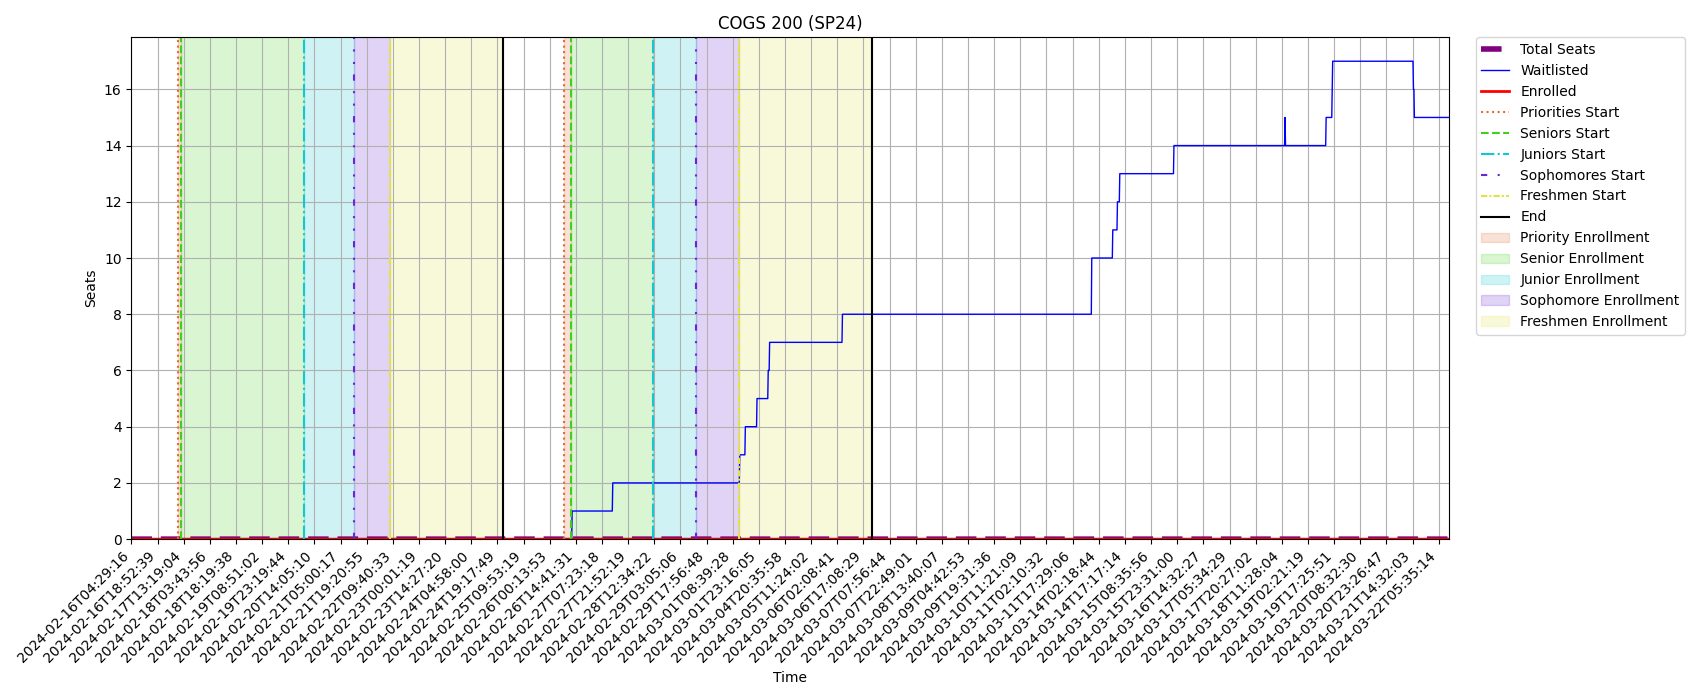 COGS 200 (SP24)
Seats
16
14
12
10
8
6
4
2
0
2024-02-16T04:29:16
2024-02-16T18:52:39
2024-02-17T13:19:04
2024-02-18T03:43:56
2024-02-18T18:19:38
2024-02-19T08:51:02
2024-02-19T23:19:44
2024-02-20T14:05:10
2024-02-21T05:00:17
2024-02-21T19:20:55
2024-02-22T09:40:33
2024-02-23T00:01:19
2024-02-23T14:27:20
2024-02-24T04:58:00
2024-02-24T19:17:49
2024-02-25T09:53:19
2024-02-26T00:13:53
2024-02-26T14:41:31
2024-02-27T07:23:18
2024-02-27T21:52:19
2024-02-28T12:34:22
2024-02-29T03:05:06
2024-02-29T17:56:48
2024-03-01T08:39:28
2024-03-01T23:16:05
2024-03-04T20:35:58
2024-03-05T11:24:02
2024-03-06T02:08:41
2024-03-06T17:08:29
2024-03-07T07:56:44
2024-03-07T22:49:01
2024-03-08T13:40:07
2024-03-09T04:42:53
2024-03-09T19:31:36
2024-03-10T11:21:09
2024-03-11T02:10:32
2024-03-11T17:29:06
2024-03-14T02:18:44
2024-03-14T17:17:14
2024-03-15T08:35:56
2024-03-15T23:31:00
2024-03-16T14:32:27
2024-03-17T05:34:29
2024-03-17T20:27:02
2024-03-18T11:28:04
2024-03-19T02:21:19
2024-03-19T17:25:51
2024-03-20T08:32:30
2024-03-20T23:26:47
2024-03-21T14:32:03
2024-03-22T05:35:14
Time
Total Seats
Waitlisted
Enrolled
Priorities Start
Seniors Start
Juniors Start
Sophomores Start
Freshmen Start
End
Priority Enrollment
Senior Enrollment
Junior Enrollment
Sophomore Enrollment
Freshmen Enrollment